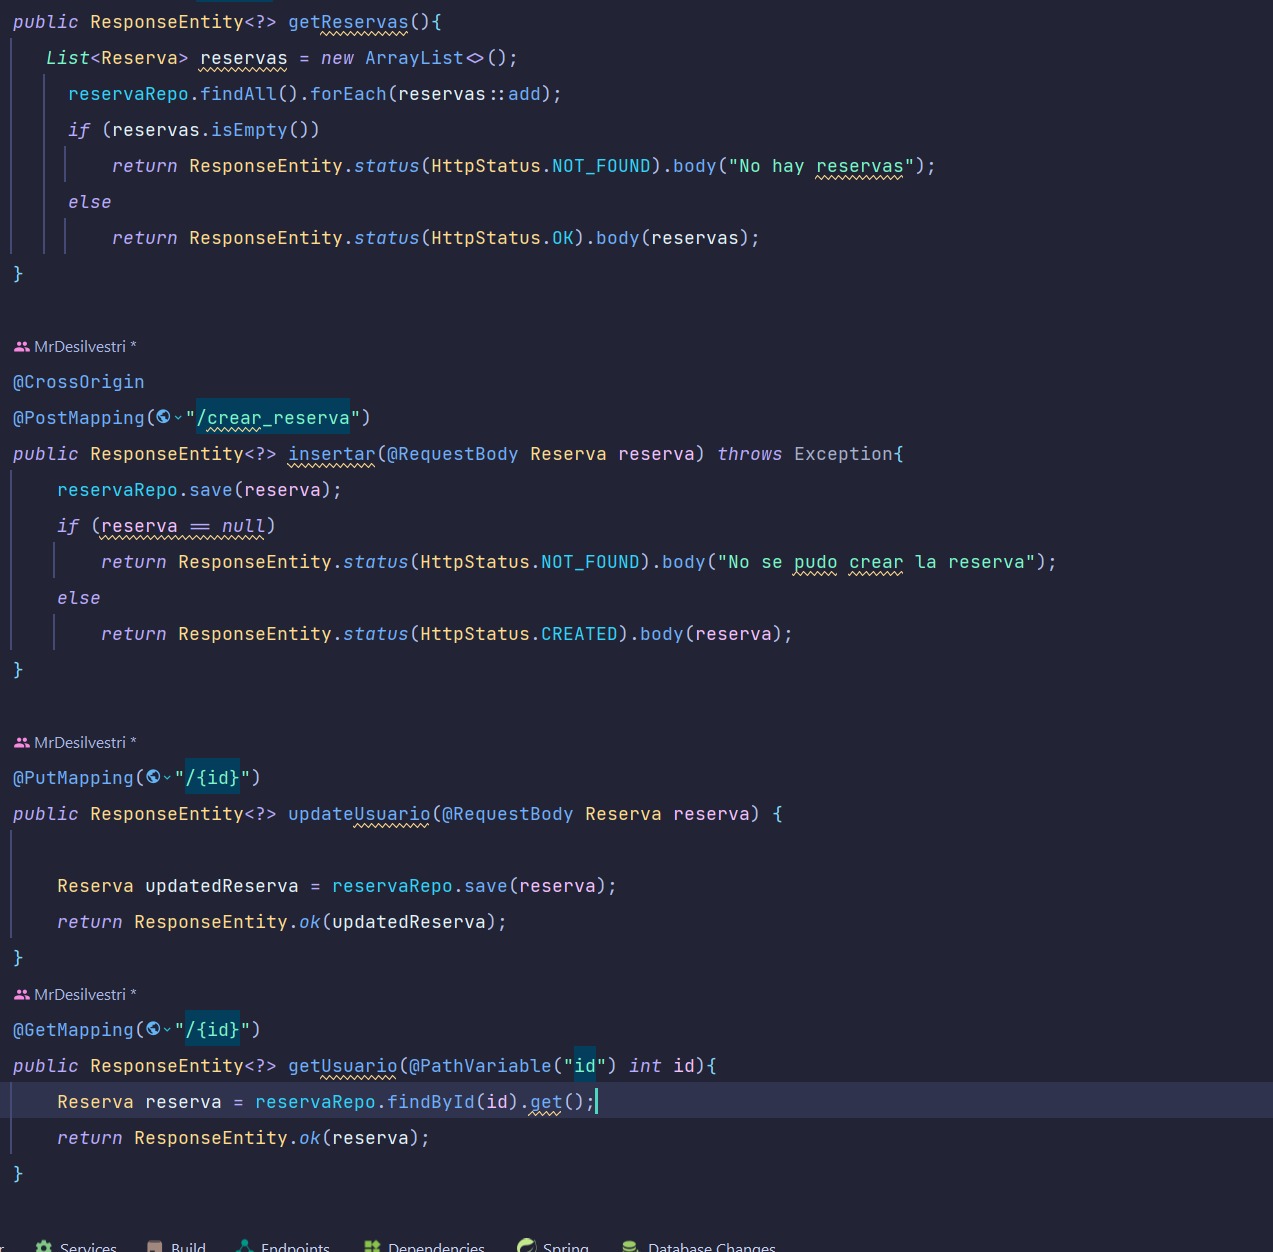 public ResponseEntity<?> getReservas(){
List<Reserva> reservas = new ArrayList<>();
reservaRepo.findAll().forEach(reservas::add);
if (reservas.isEmpty())
return ResponseEntity.status(HttpStatus.NOT_FOUND).body("No hay reservas");
else
return ResponseEntity.status(HttpStatus.OK).body(reservas);
}
MrDesilvestri *
@CrossOrigin
@PostMapping("/crear_reserva")
public ResponseEntity<?> insertar(@RequestBody Reserva reserva) throws Exception{
reservaRepo.save(reserva);
if (reserva == null)
return ResponseEntity.status(HttpStatus.NOT_FOUND).body("No se pudo crear la reserva");
else
return ResponseEntity.status(HttpStatus.CREATED).body(reserva);
}
MrDesilvestri *
@PutMapping("/{id}")
public ResponseEntity<?> updateUsuario(@RequestBody Reserva reserva) {
Reserva updatedReserva = reservaRepo.save(reserva);
return ResponseEntity.ok(updatedReserva);
}
MrDesilvestri *
@GetMapping("/{id}")
public ResponseEntity<?> getUsuario(@PathVariable("id") int id){
Reserva reserva = reservaRepo.findById(id).get();
return ResponseEntity.ok(reserva);
}
Services Build Endpoints Dependencies Spring Database Changes